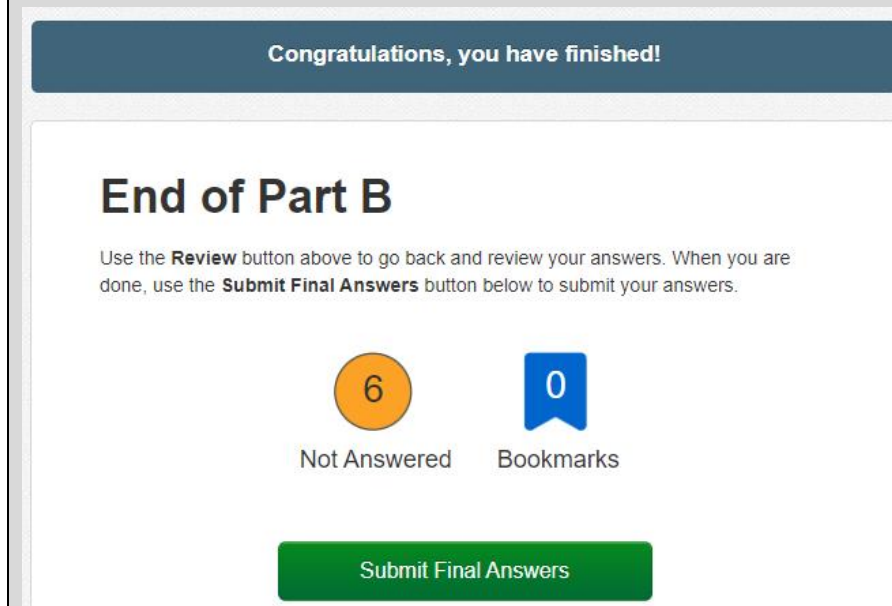 Congratulations, you have finished!
End of Part B
Use the Review button above to go back and review your answers. When you are
done, use the Submit Final Answers button below to submit your answers.
6
0
Not Answered
Bookmarks
Submit Final Answers